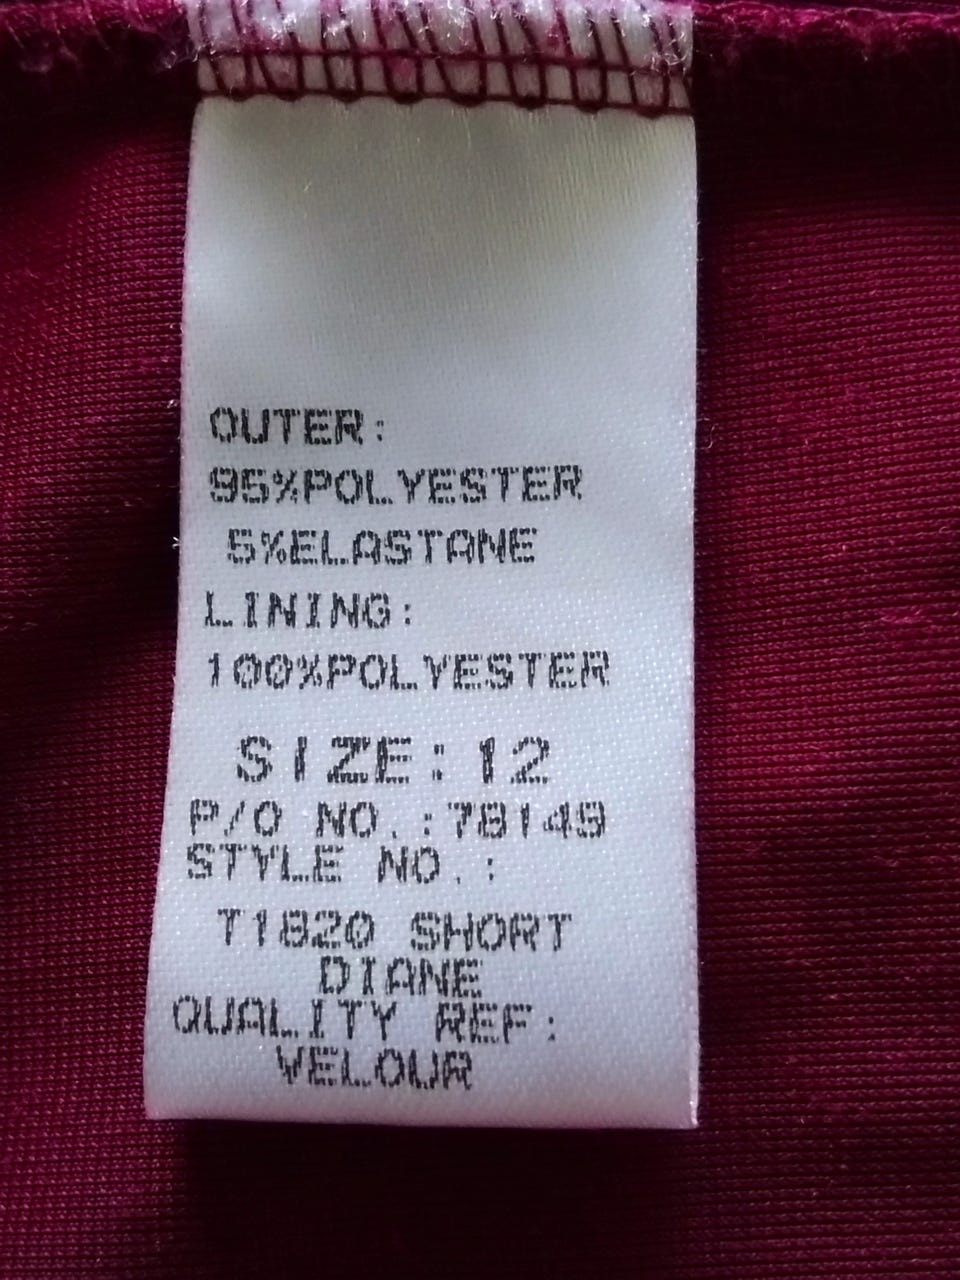 OUTER:
95%POLYESTER
5%ELASTANE
LINING:
100%POLYESTER
SIZE:12
P/O NO.:78149
STYLE NO.:
T1820 SHORT
DIANE
QUALITY REF:
VELOUR